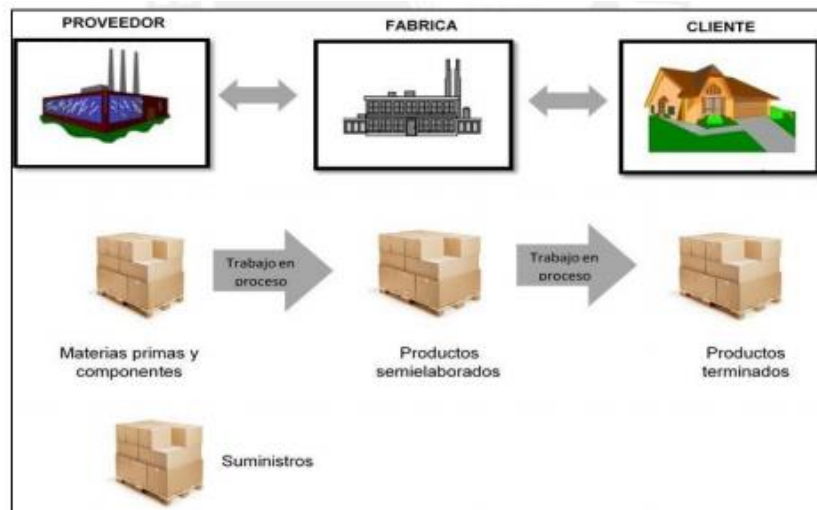 PROVEEDOR
FABRICA
CLIENTE
Trabajo en
proceso
Trabajo en
proceso
Materias primas y
componentes
Productos
semielaborados
Productos
terminados
Suministros